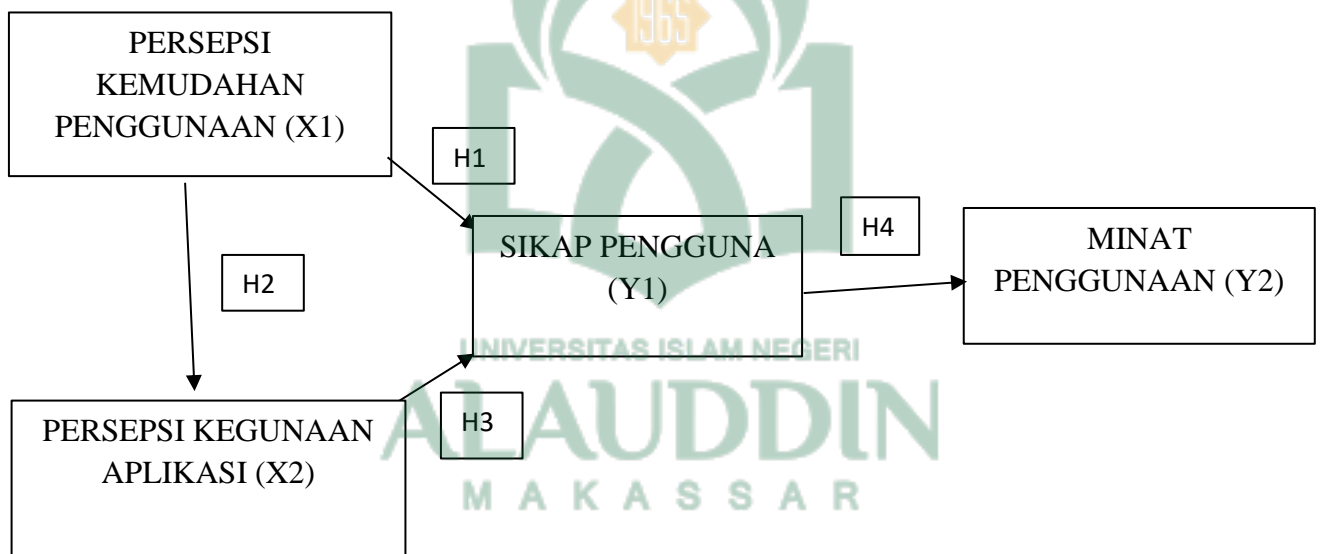 1965
PERSEPSI
KEMUDAHAN
PENGGUNAAN (X1)
H1
H2
SIKAP PENGGUNA
(Y1)
H4
MINAT
PENGGUNAAN (Y2)
UNIVERSITAS ISLAM NEGERI
ALAUDDIN
MAKASSAR
H3
PERSEPSI KEGUNAAN
APLIKASI (X2)